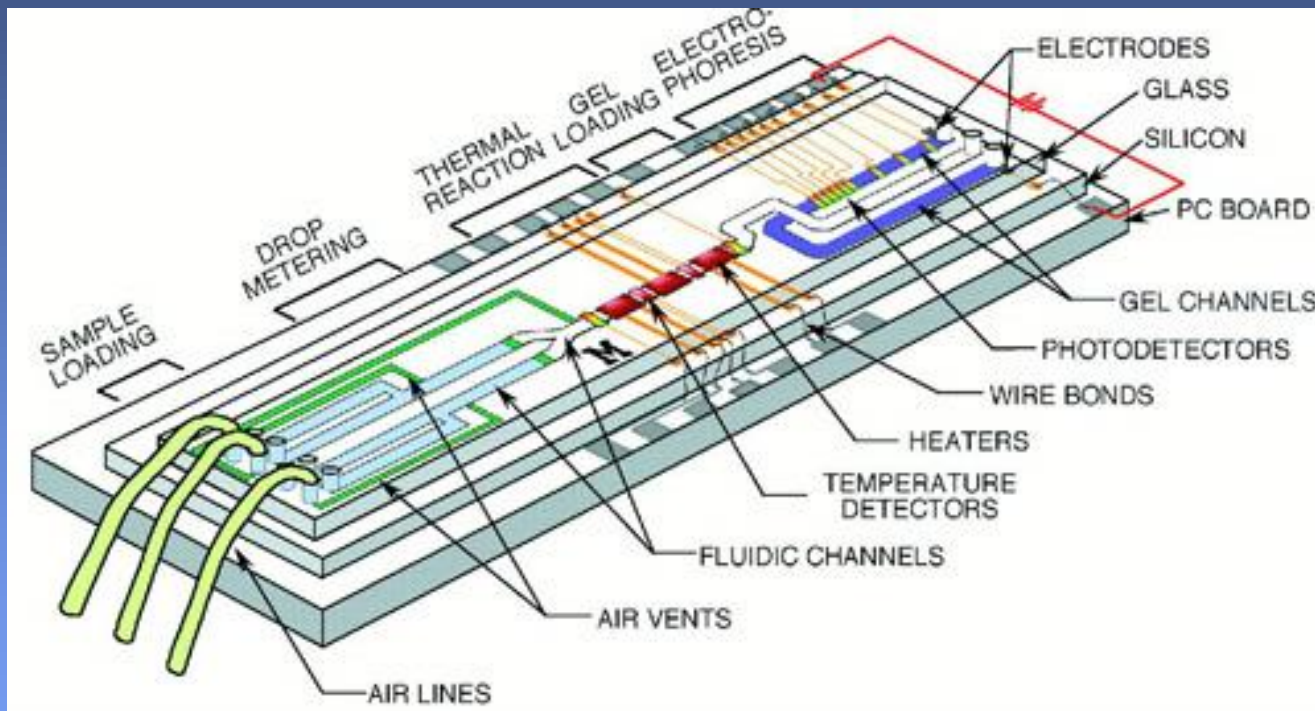 SAMPLE
LOADING
DROP
METERING
THERMAL
REACTION
GEL
LOADING
ELECTRO-
PHORESIS
ELECTRODES
GLASS
SILICON
PC BOARD
GEL CHANNELS
PHOTODETECTORS
WIRE BONDS
HEATERS
TEMPERATURE
DETECTORS
FLUIDIC CHANNELS
AIR VENTS
AIR LINES
M